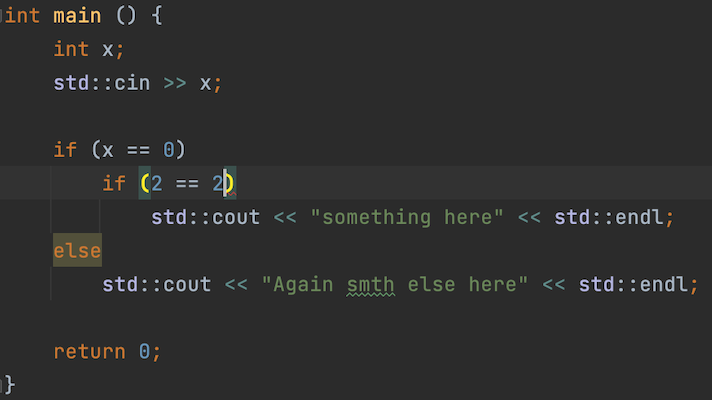 int main () {
    int x;
    std::cin >> x;
    if (x == 0)
        if (2 == 2)
            std::cout << "something here" << std::endl;
    else
        std::cout << "Again smth else here" << std::endl;
    return 0;
}